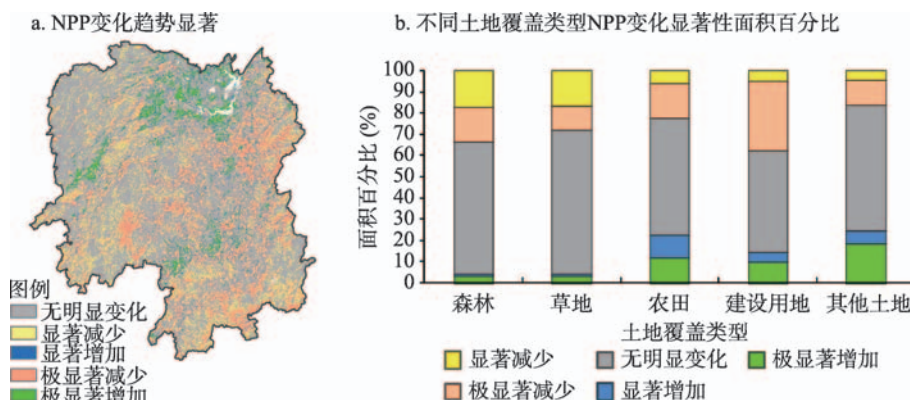 a. NPP变化趋势显著
b. 不同土地覆盖类型NPP变化显著性面积百分比
图例
无明显变化
显著减少
显著增加
极显著减少
极显著增加
面积百分比 (%)
100
90
80
70
60
50
40
30
20
10
0
森林 草地 农田 建设用地 其他土地
土地覆盖类型
显著减少 无明显变化 极显著增加
极显著减少 显著增加